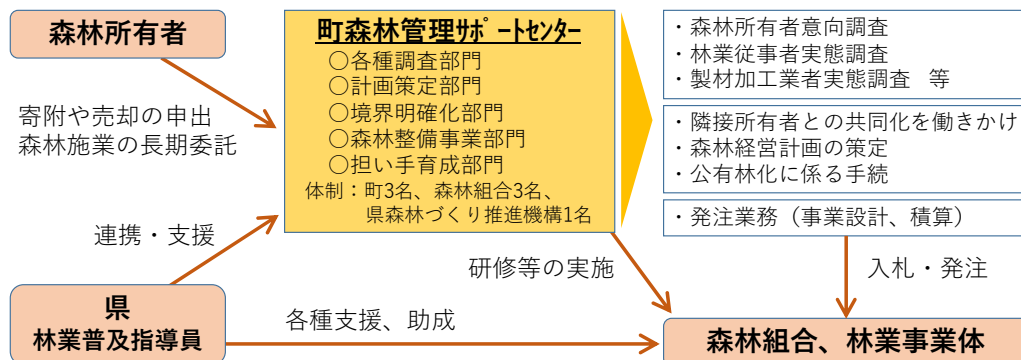 森林所有者
寄附や売却の申出
森林施業の長期委託
連携・支援
県
林業普及指導員
町森林管理ｻﾎﾟｰﾄセンター
○各種調査部門
○計画策定部門
○境界明確化部門
○森林整備事業部門
○担い手育成部門
体制：町3名、森林組合3名、
県森林づくり推進機構1名
研修等の実施
各種支援、助成
・森林所有者意向調査
・林業従事者実態調査
・製材加工業者実態調査　等
・隣接所有者との共同化を働きかけ
・森林経営計画の策定
・公有林化に係る手続
・発注業務（事業設計、積算）
入札・発注
森林組合、林業事業体